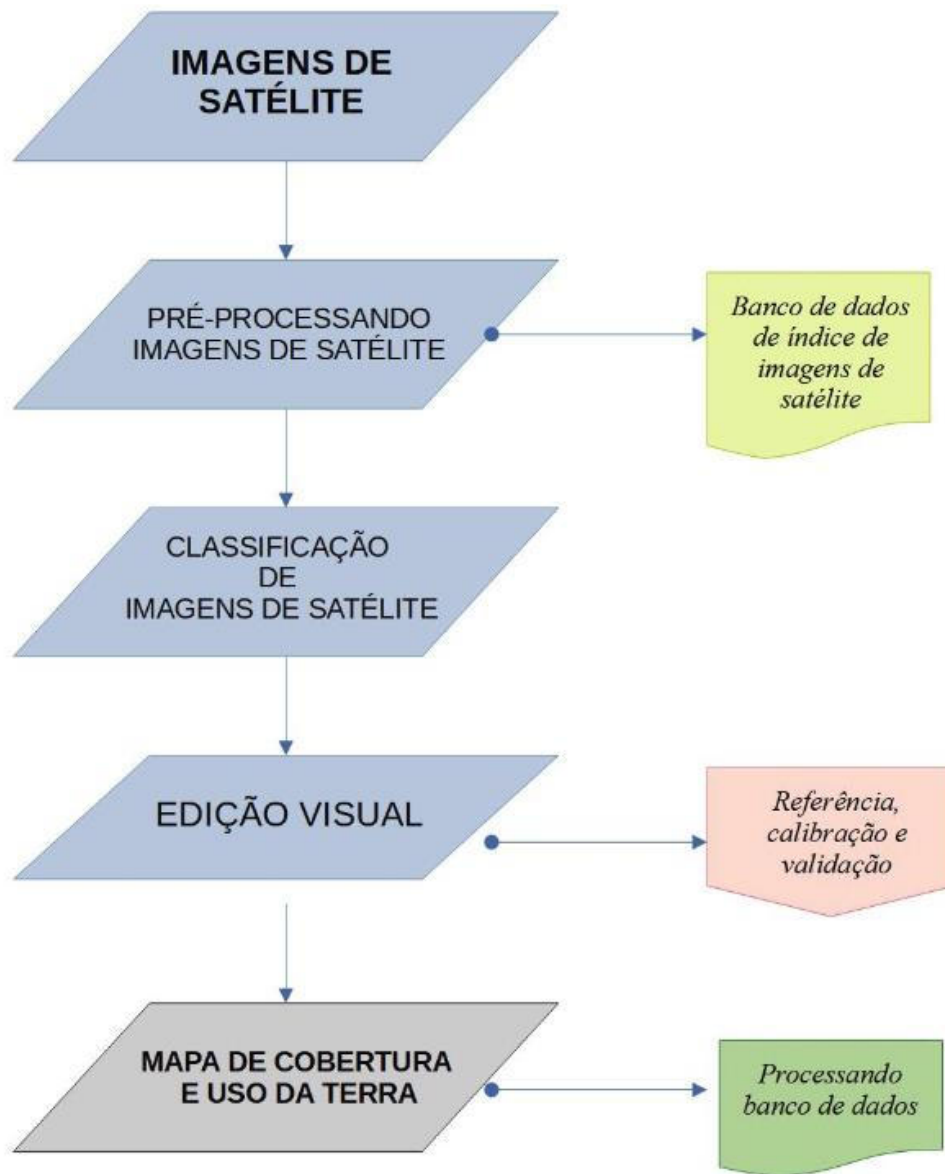 IMAGENS DE
SATÉLITE
PRÉ-PROCESSANDO
IMAGENS DE SATÉLITE
Banco de dados
de índice de
imagens de
satélite
CLASSIFICAÇÃO
DE
IMAGENS DE SATÉLITE
EDIÇÃO VISUAL
Referência,
calibração e
validação
MAPA DE COBERTURA
E USO DA TERRA
Processando
banco de dados